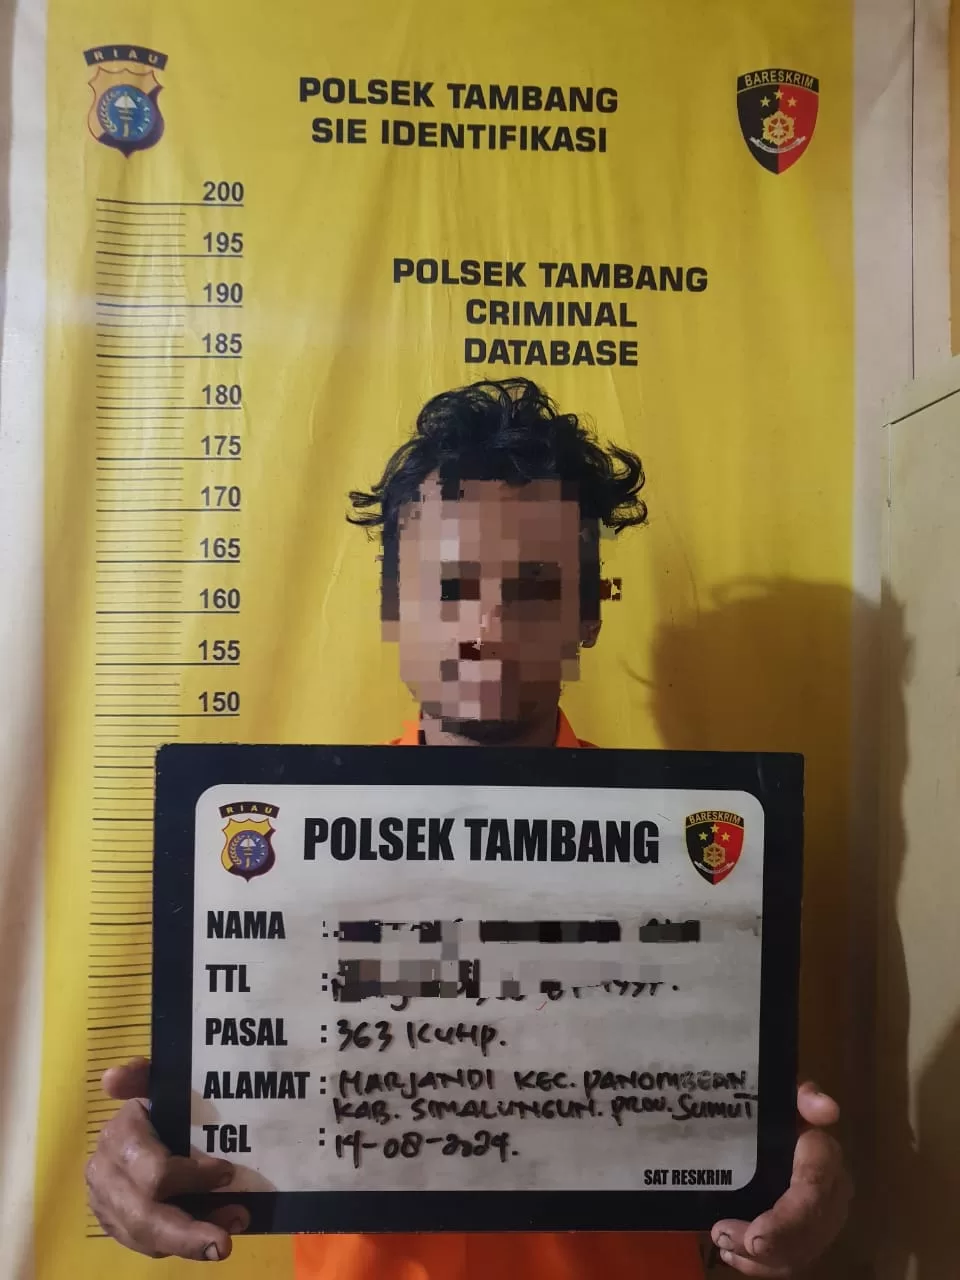 RIAU
BARESKRIM
POLSEK TAMBANG
SIE IDENTIFIKASI
POLSEK TAMBANG
CRIMINAL
DATABASE
200
195
190
185
180
175
170
165
160
155
150
RIAU
POLSEK TAMBANG
BARESKRIM
NAMA :
TTL :
PASAL : 363 KUHP.
ALAMAT : MARJANDI KEC. PANOMBEAN
KAB. SIMALUNGUN. PROV. SUMUT
TGL : 14-08-2024.
SAT RESKRIM